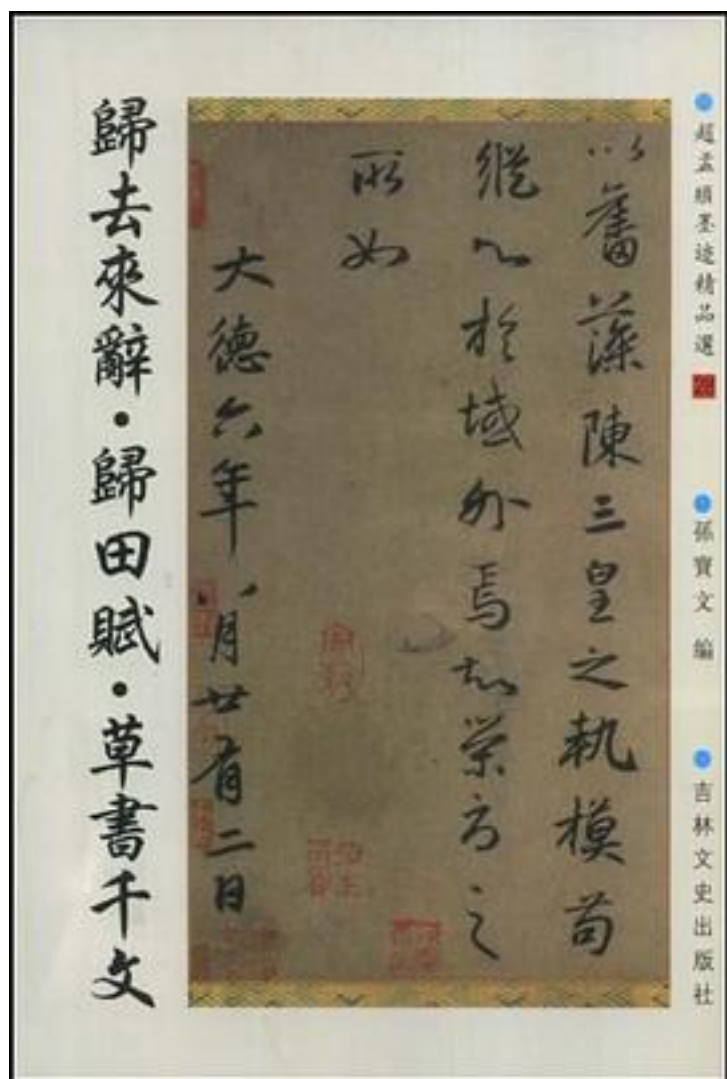 趙孟頫墨迹精品選
孫寶文 編
吉林文史出版社
以奮藻陳三皇之軌模苟
縱心於域外焉知榮辱之
所如
大德六年八月廿有二日
歸去來辭·歸田賦·草書千文